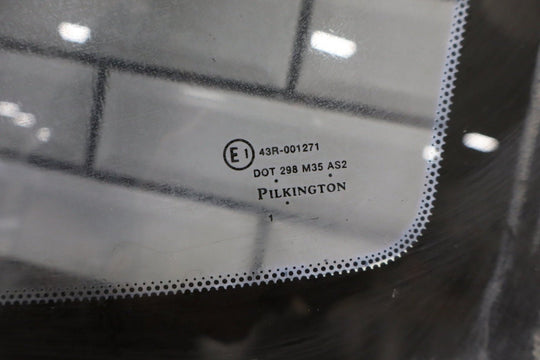 E1 43R-001271
DOT 298 M35 AS2
PILKINGTON
1